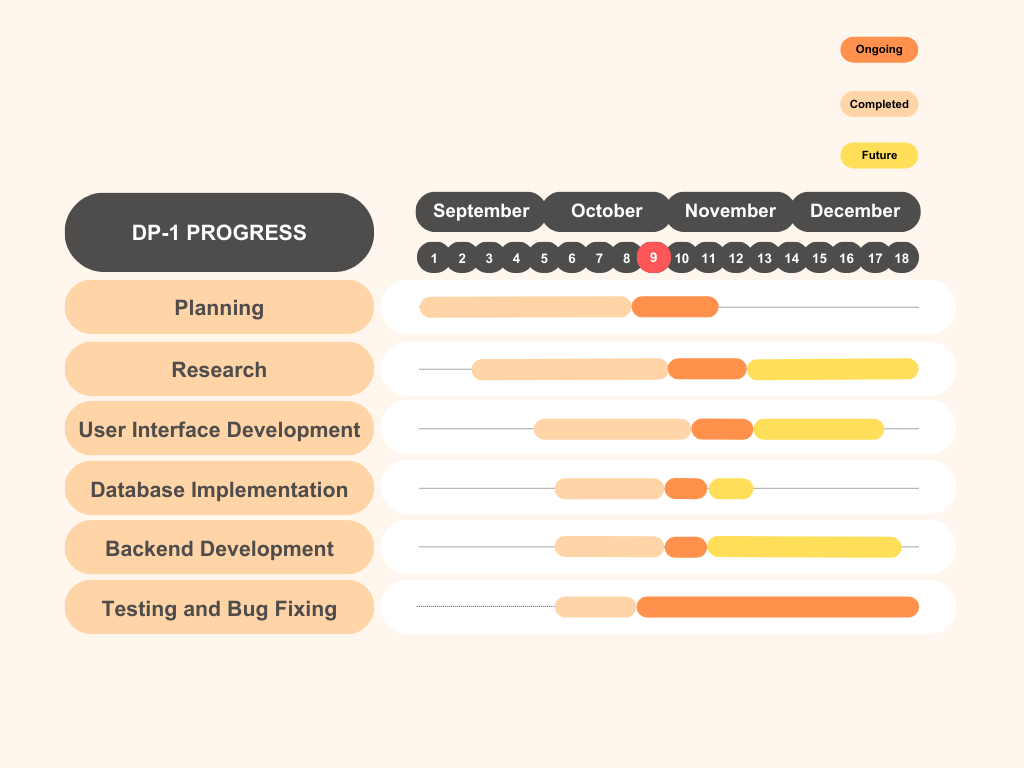 Ongoing
Completed
Future
DP-1 PROGRESS
September October November December
1 2 3 4 5 6 7 8 9 10 11 12 13 14 15 16 17 18
Planning
Research
User Interface Development
Database Implementation
Backend Development
Testing and Bug Fixing